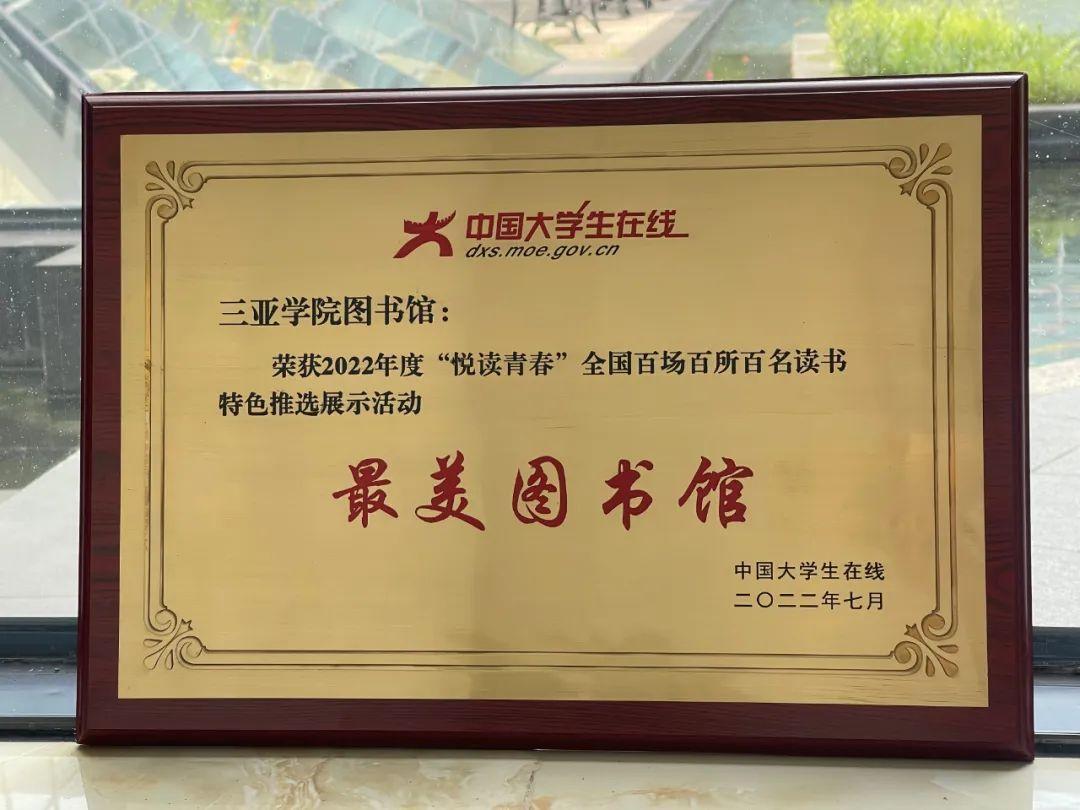 中国大学生在线
dxs.moe.gov.cn
三亚学院图书馆：
荣获2022年度“悦读青春”全国百场百所百名读书
特色推选展示活动
最美图书馆
中国大学生在线
二〇二二年七月